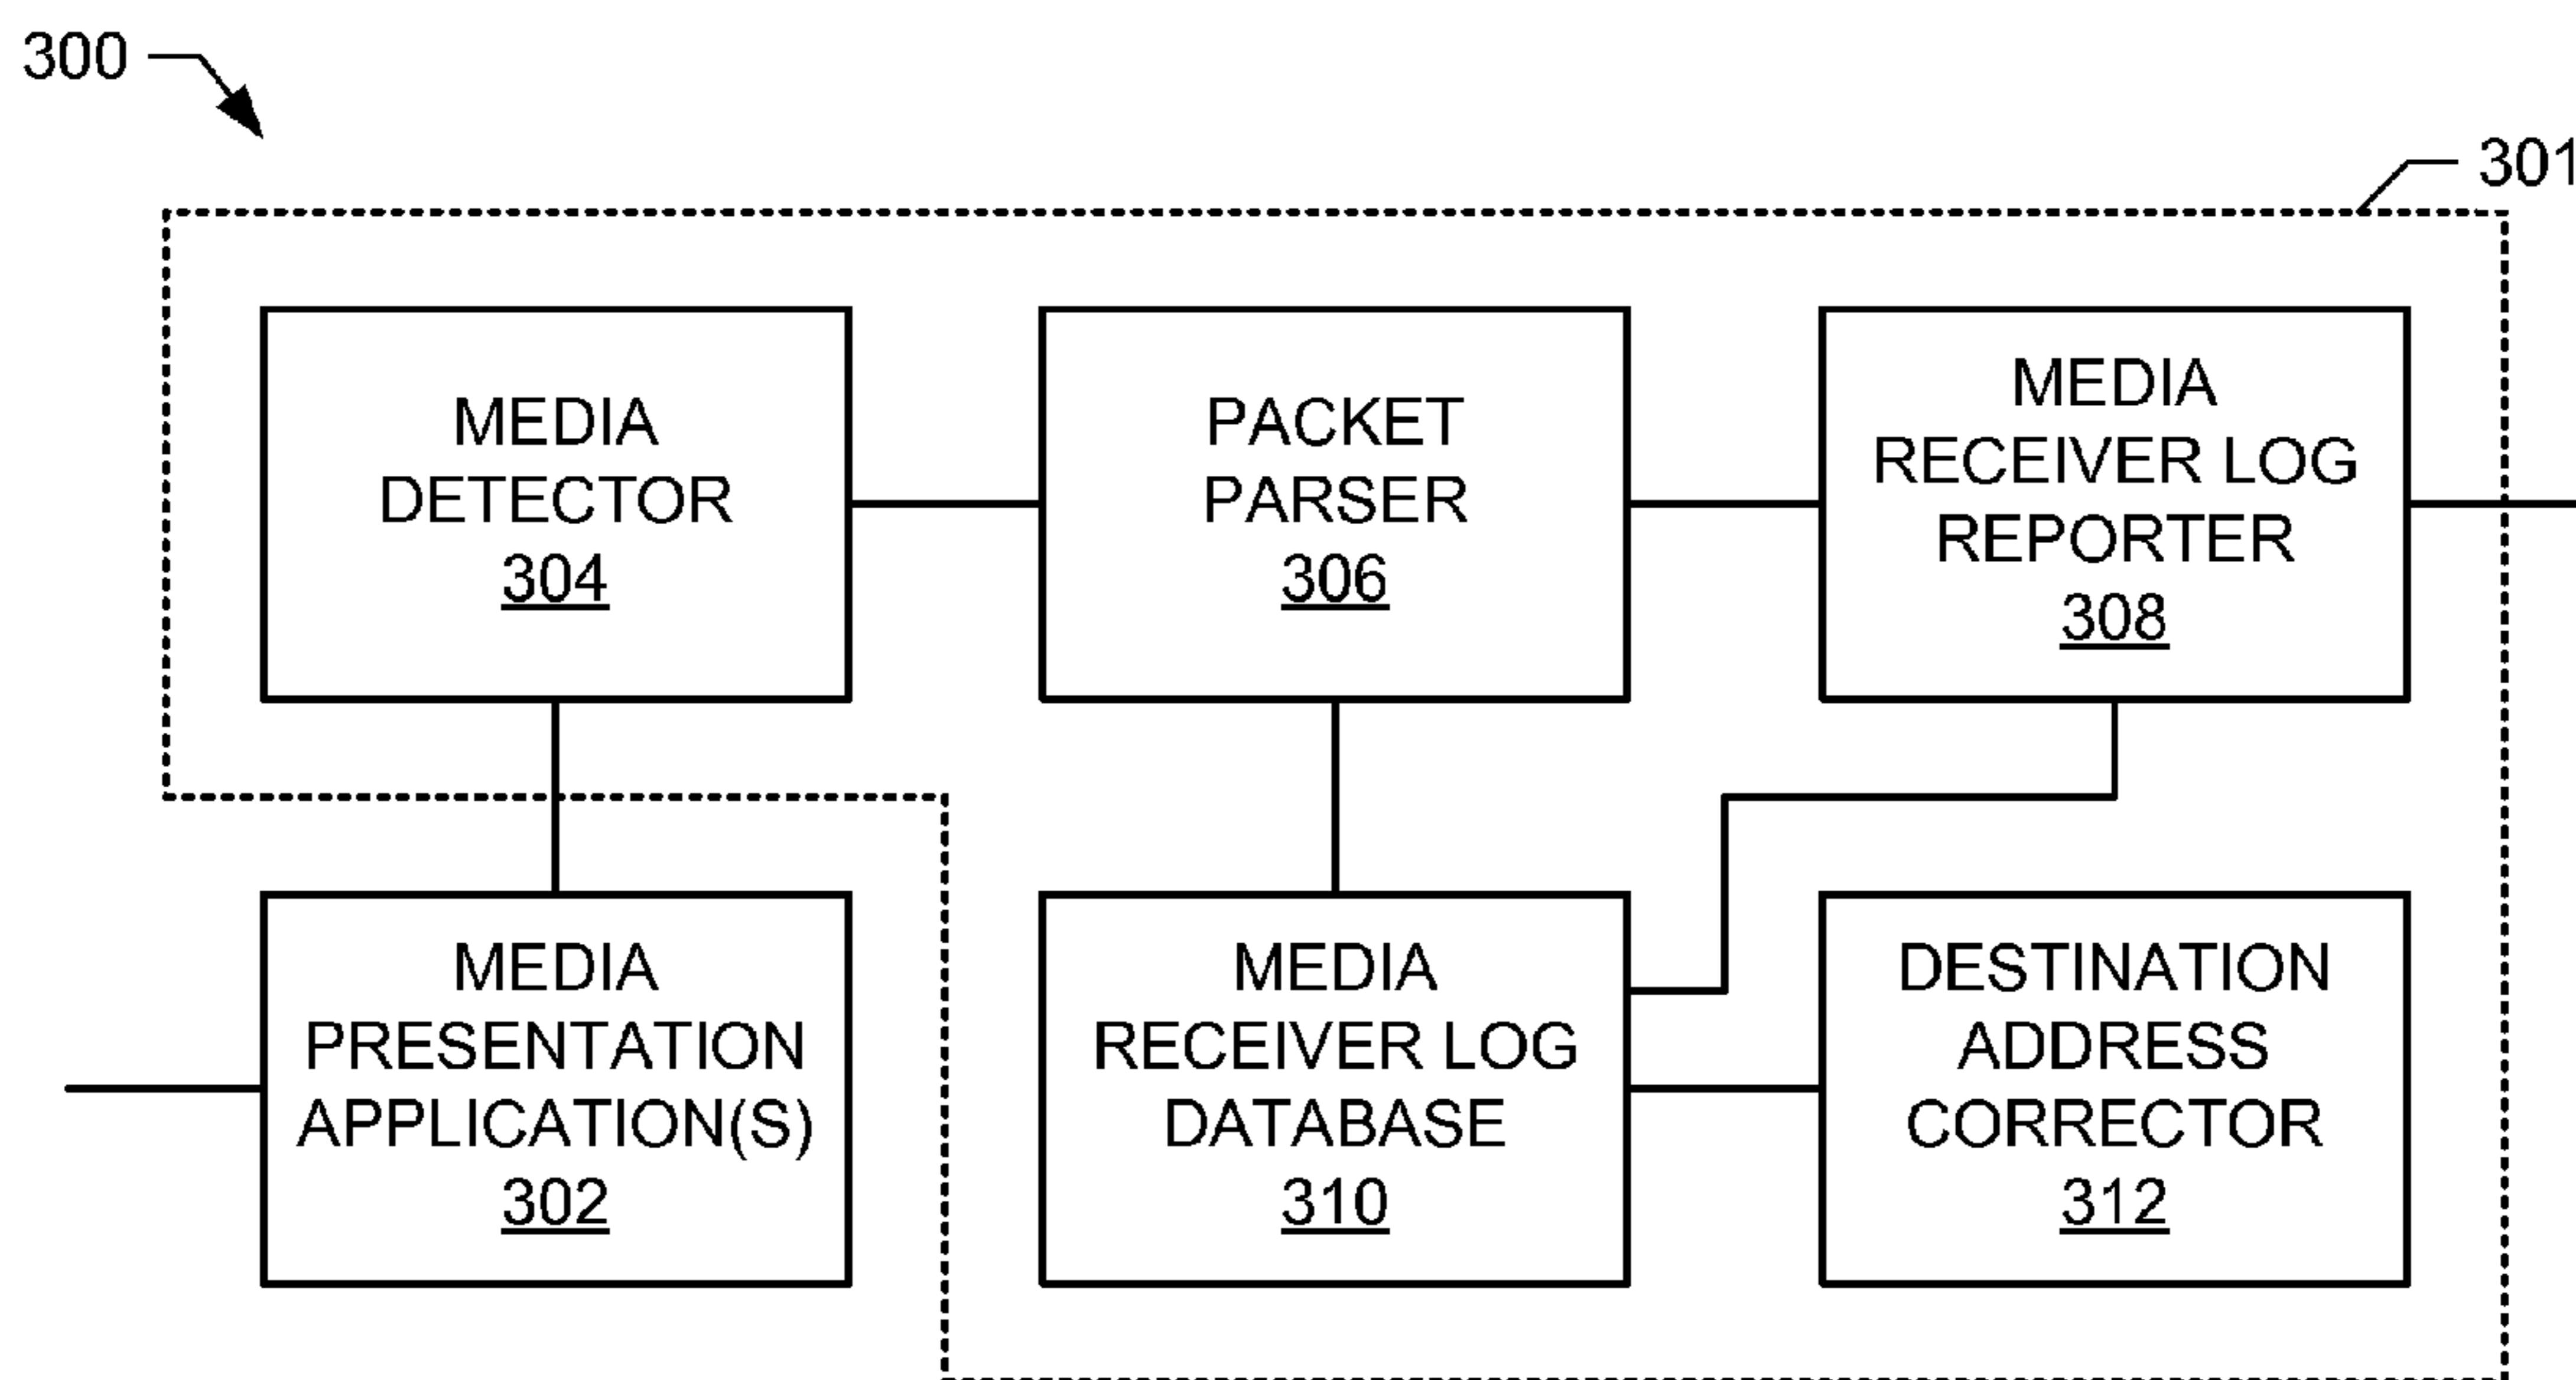 300
301
MEDIA
DETECTOR
304
PACKET
PARSER
306
MEDIA
RECEIVER LOG
REPORTER
308
MEDIA
PRESENTATION
APPLICATION(S)
302
MEDIA
RECEIVER LOG
DATABASE
310
DESTINATION
ADDRESS
CORRECTOR
312